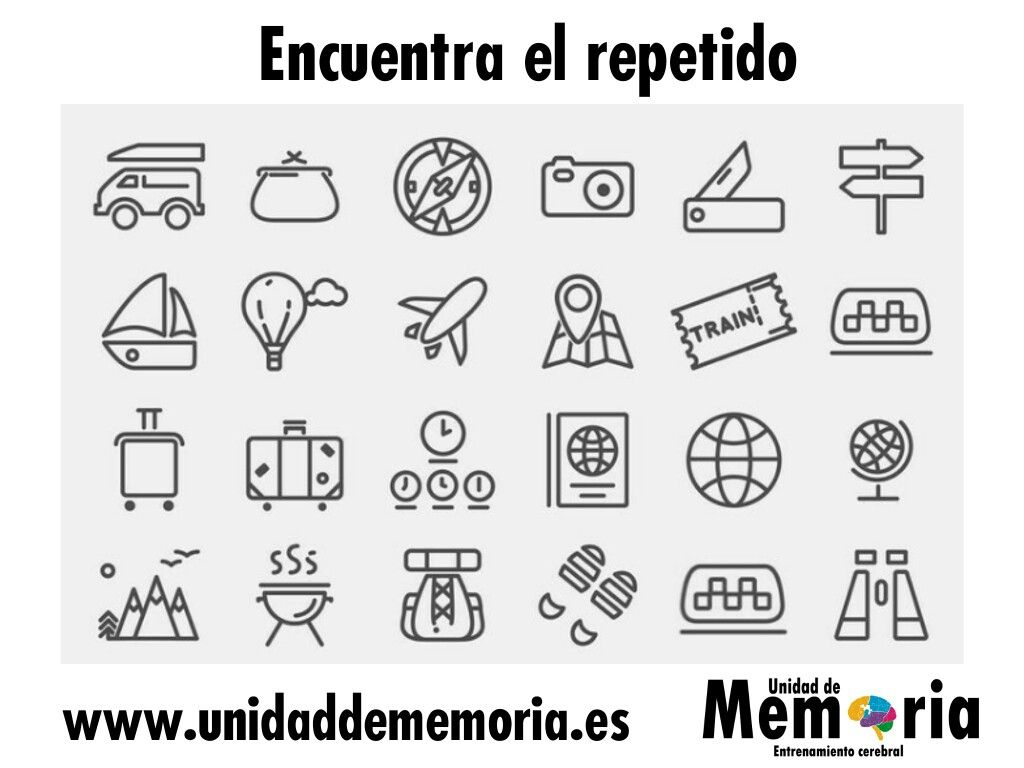 Encuentra el repetido
TRAIN
www.unidaddememoria.es
Unidad de
Memoria
Entrenamiento cerebral